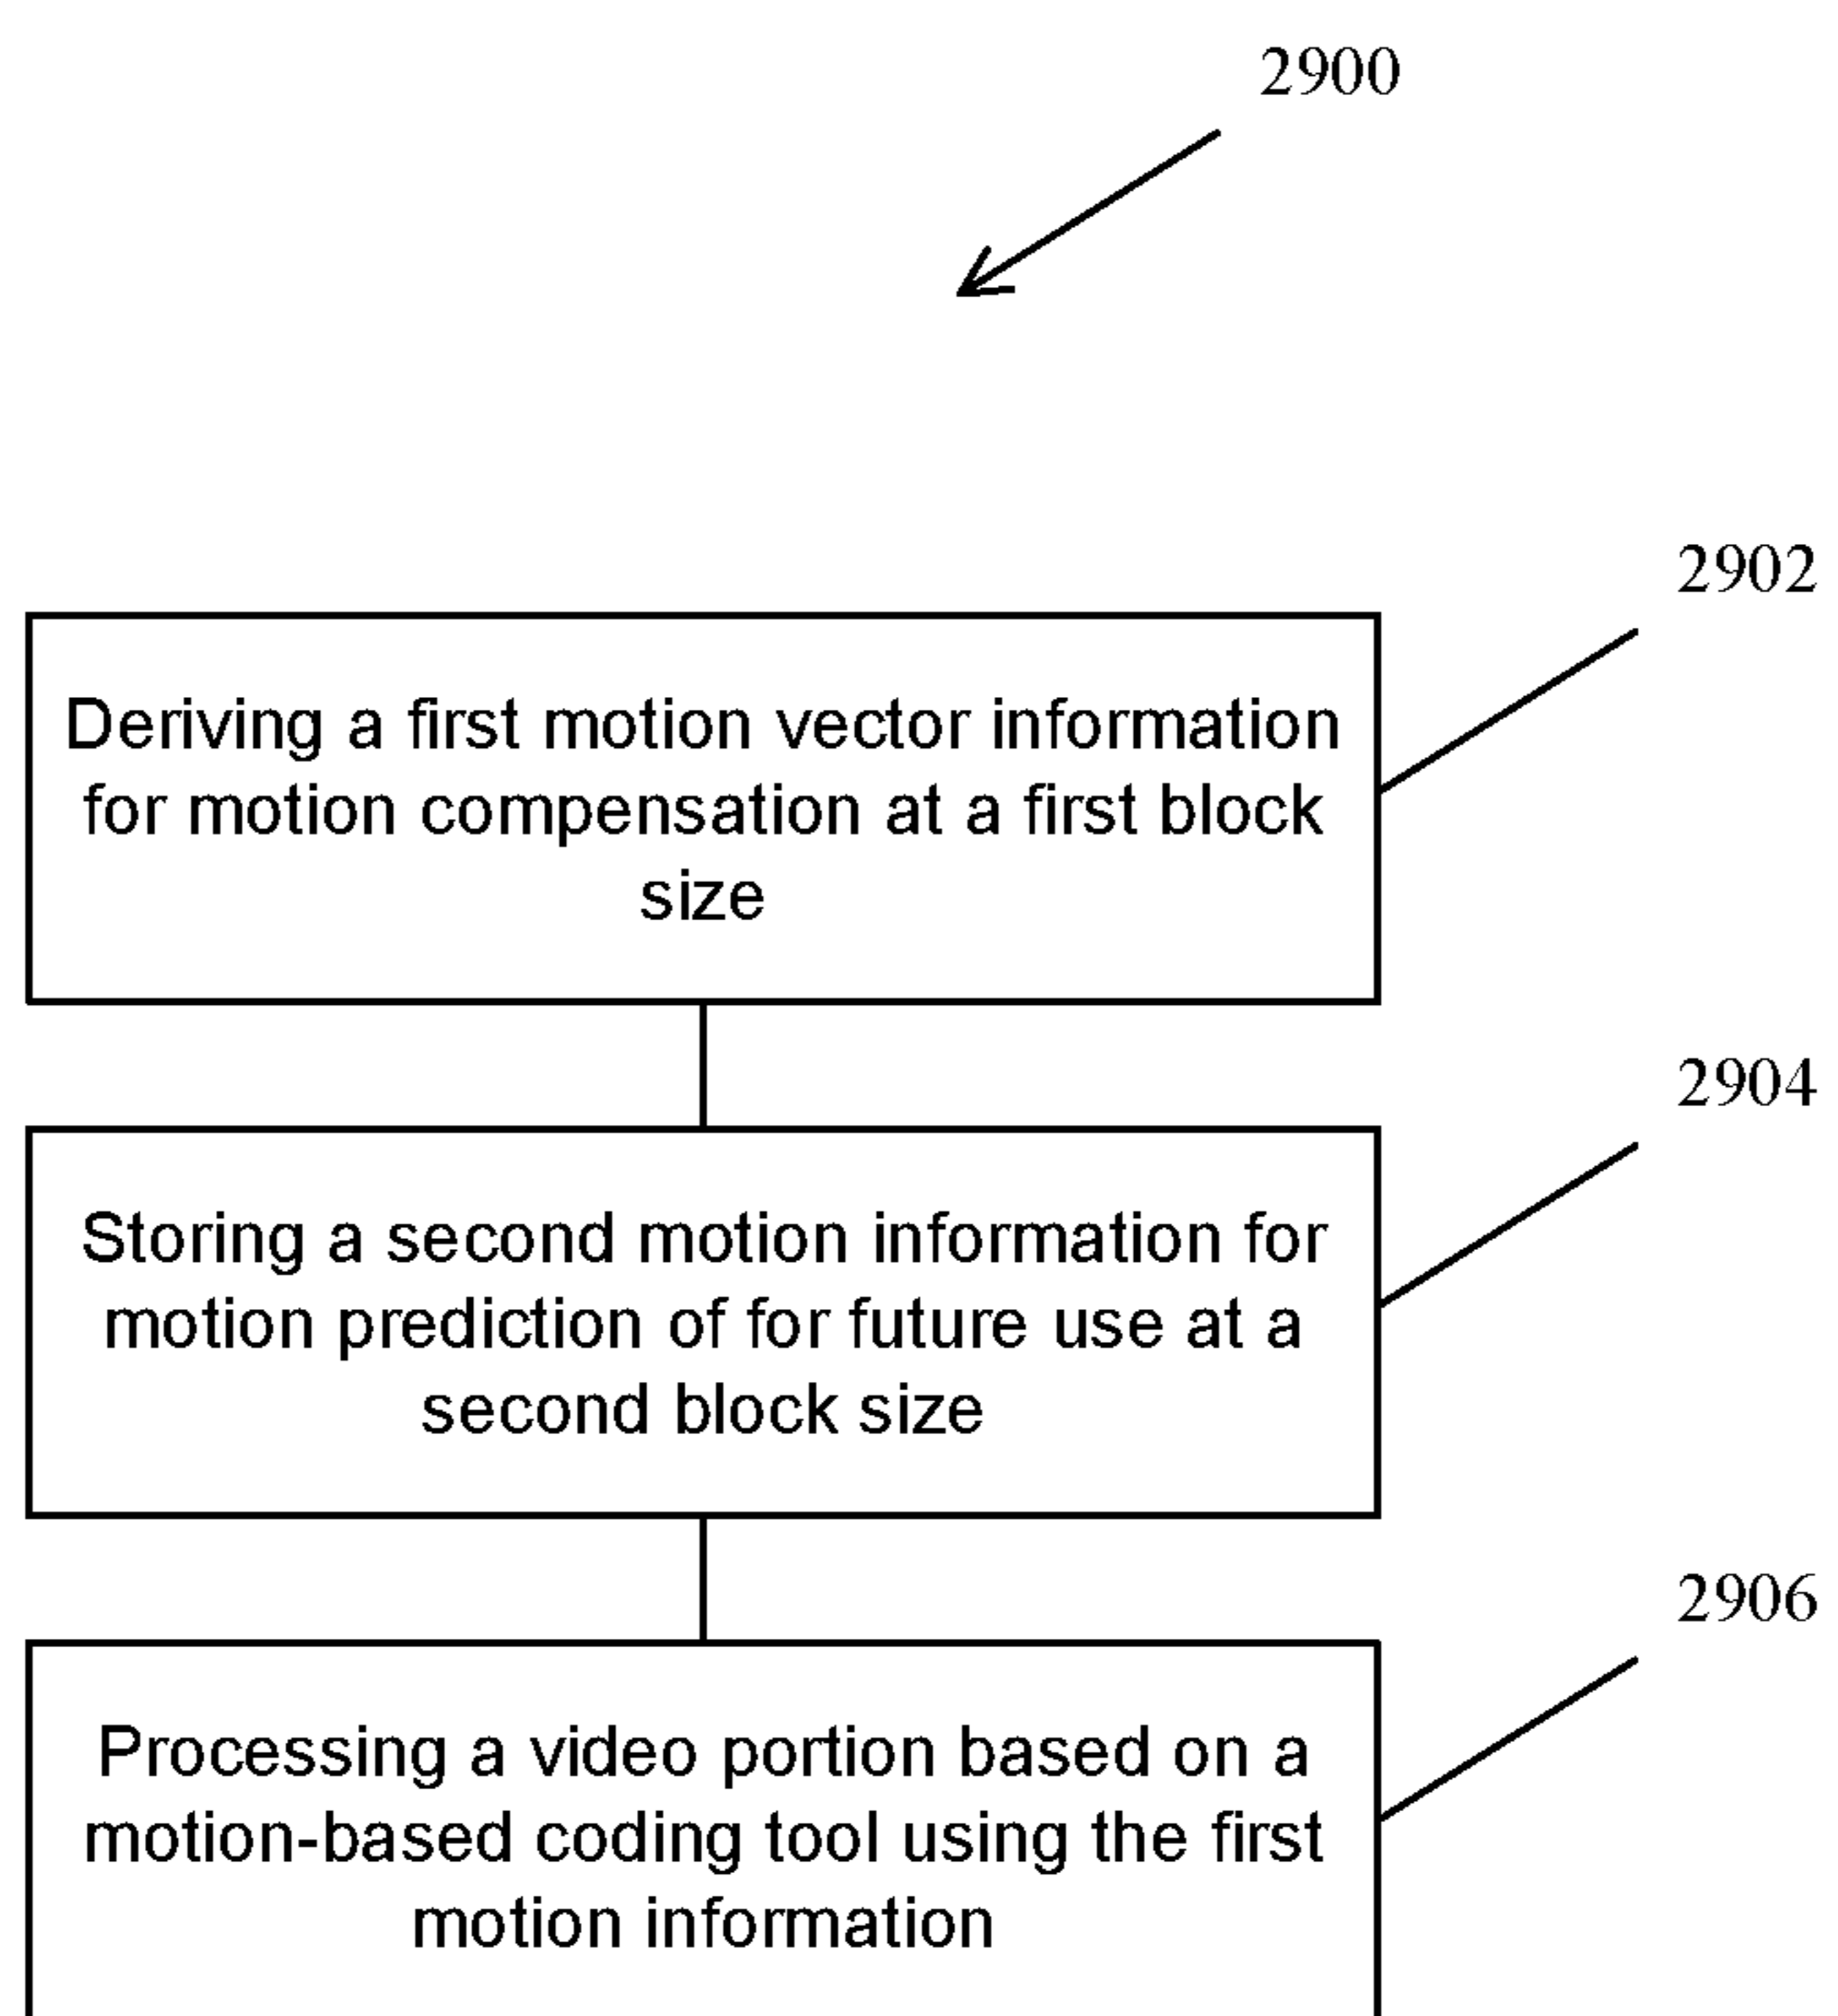 2900
2902
Deriving a first motion vector information
for motion compensation at a first block
size
2904
Storing a second motion information for
motion prediction of for future use at a
second block size
2906
Processing a video portion based on a
motion-based coding tool using the first
motion information